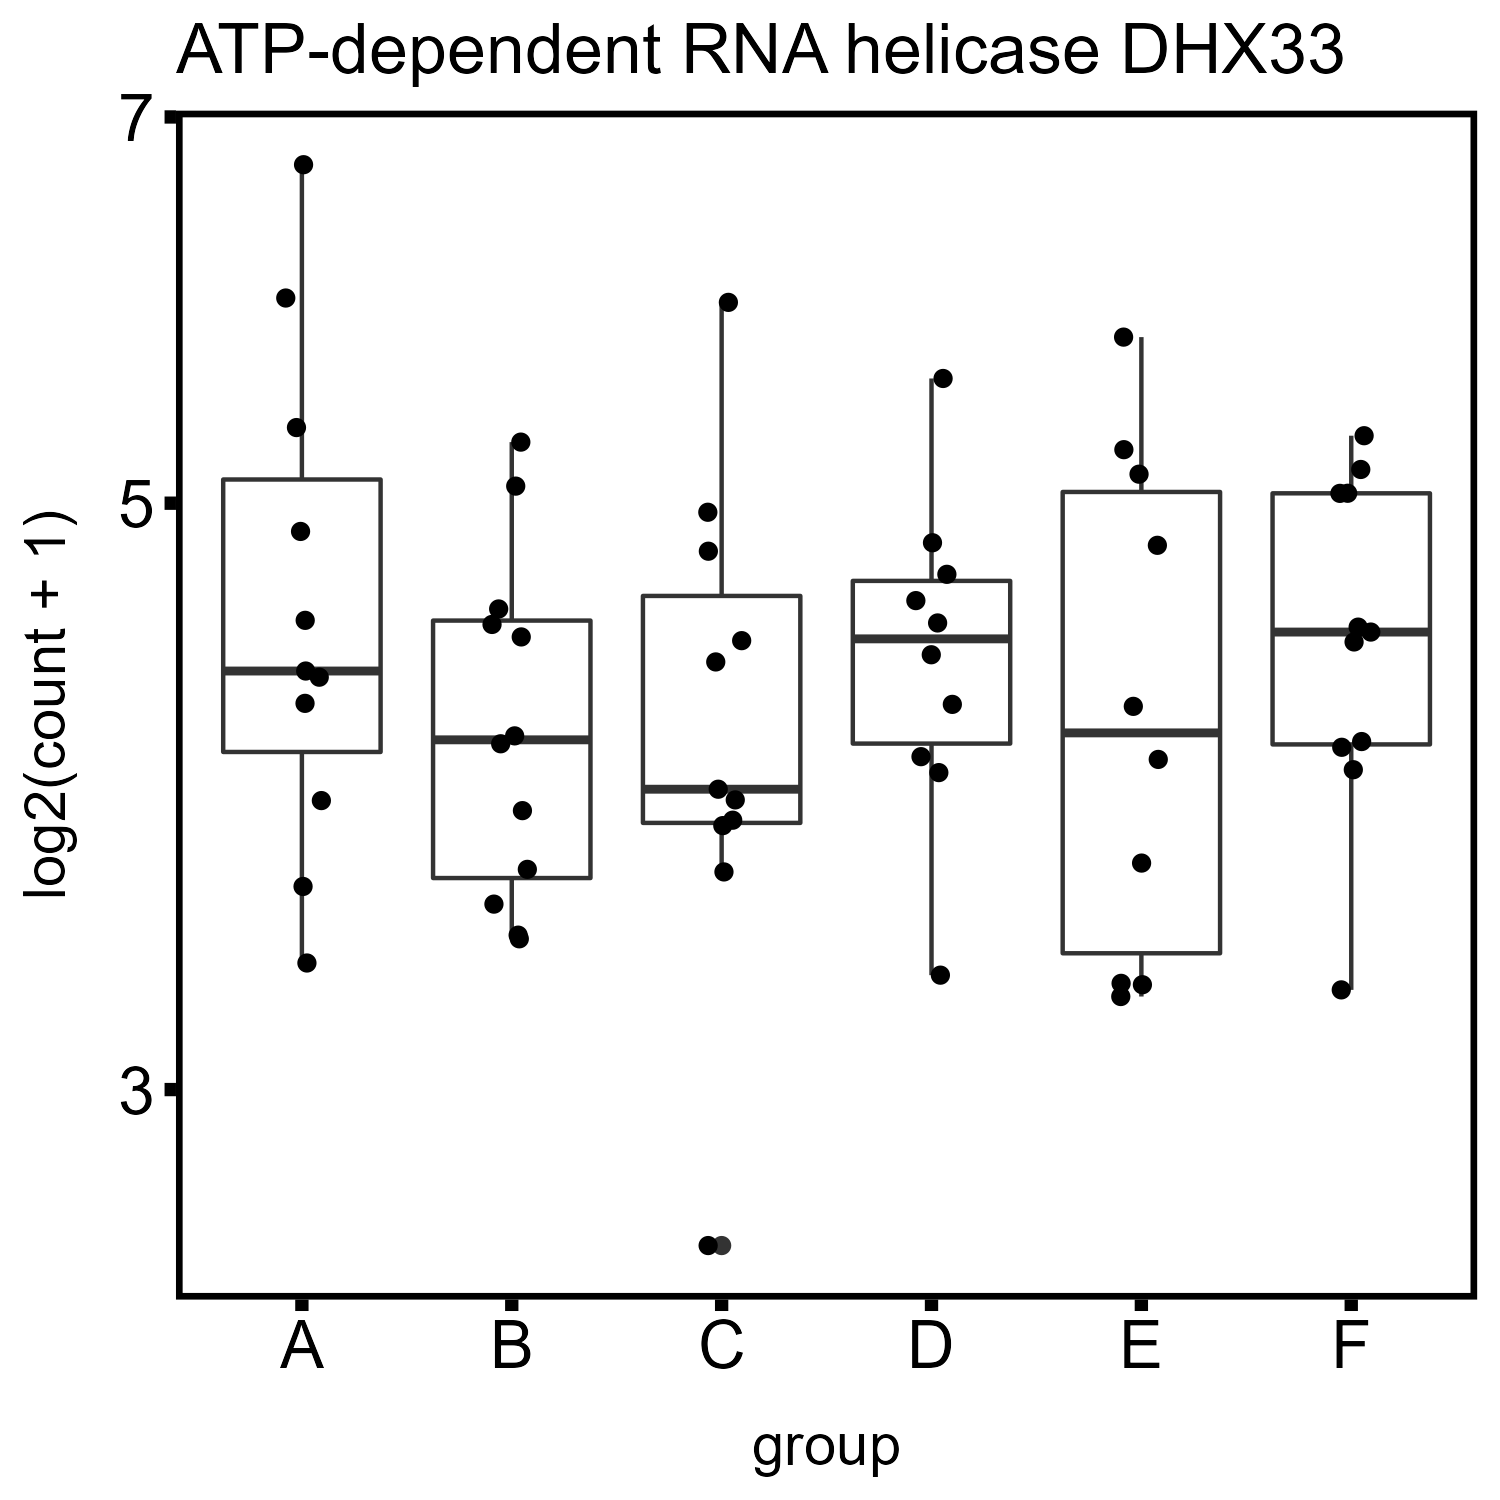 ATP-dependent RNA helicase DHX33
7
5
3
log2(count + 1)
A B C D E F
group